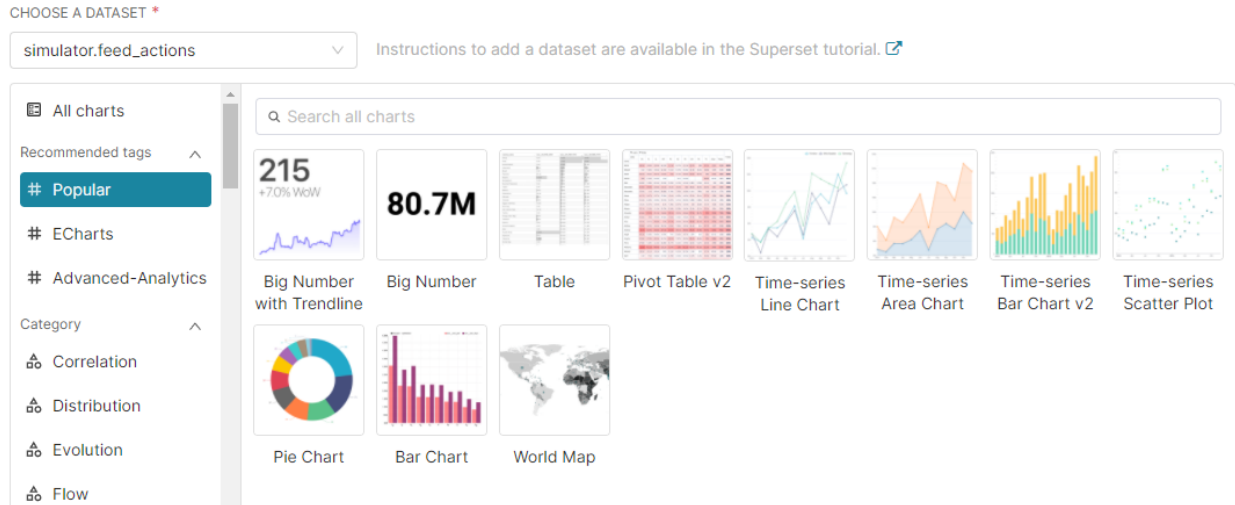 CHOOSE A DATASET *
simulator.feed_actions
Instructions to add a dataset are available in the Superset tutorial.
All charts
Recommended tags
# Popular
# ECharts
# Advanced-Analytics
Category
Correlation
Distribution
Evolution
Flow
Search all charts
215
+7.0% WoW
80.7M
Big Number
with Trendline
Big Number
Table
Pivot Table v2
Time-series
Line Chart
Time-series
Area Chart
Time-series
Bar Chart v2
Time-series
Scatter Plot
Pie Chart
Bar Chart
World Map